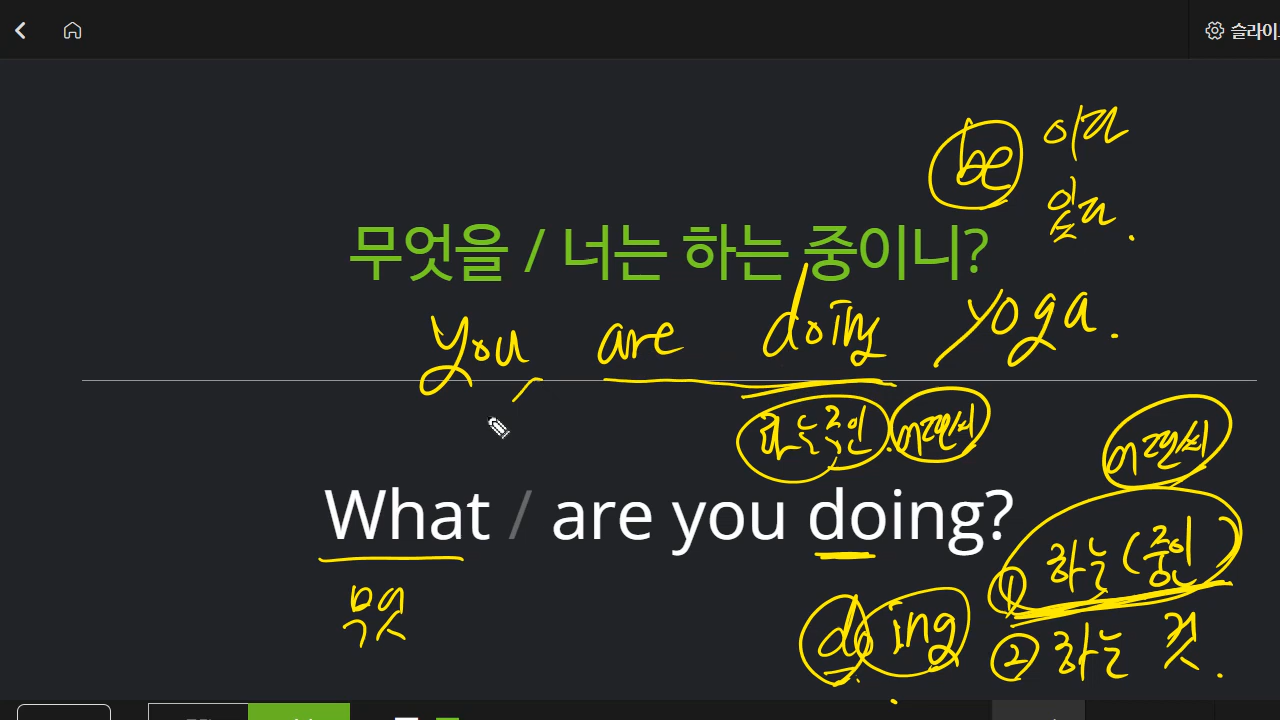 슬라이
be 이다
있다.
무엇을 / 너는 하는 중이니?
You are doing yoga.
하는중인. 어떤씨
어떤씨
What / are you doing?
① 하는(중인)
무엇
doing
② 하는 것.